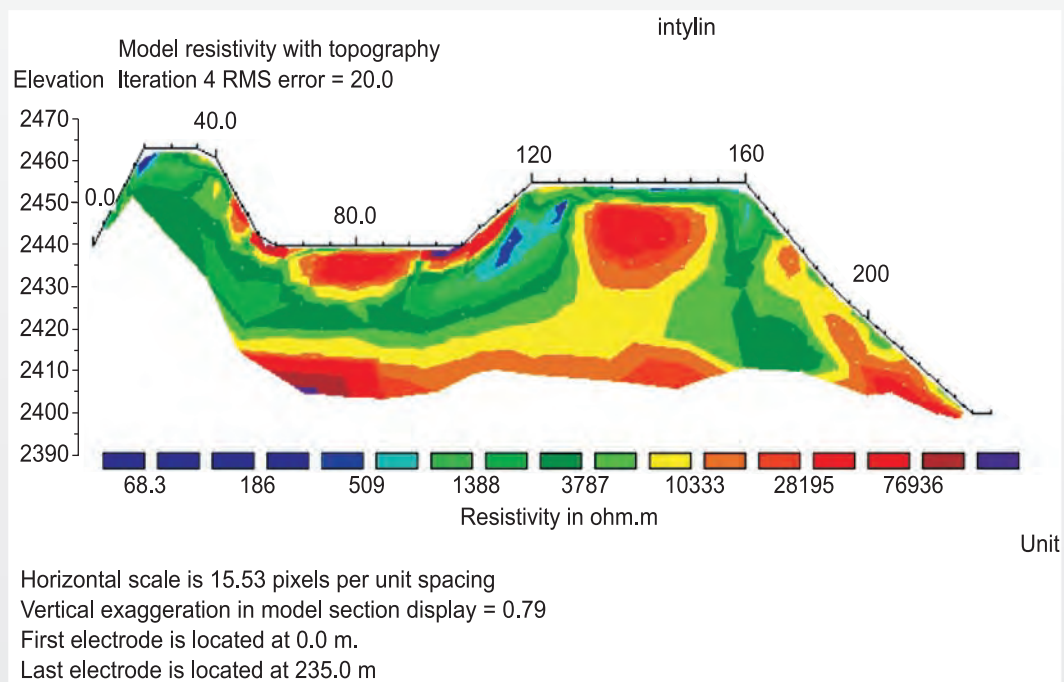 intylin
Model resistivity with topography
Elevation Iteration 4 RMS error = 20.0
2470
2460
2450
2440
2430
2420
2410
2400
2390
0.0
40.0
80.0
120
160
200
68.3 186 509 1388 3787 10333 28195 76936
Resistivity in ohm.m
Unit
Horizontal scale is 15.53 pixels per unit spacing
Vertical exaggeration in model section display = 0.79
First electrode is located at 0.0 m.
Last electrode is located at 235.0 m